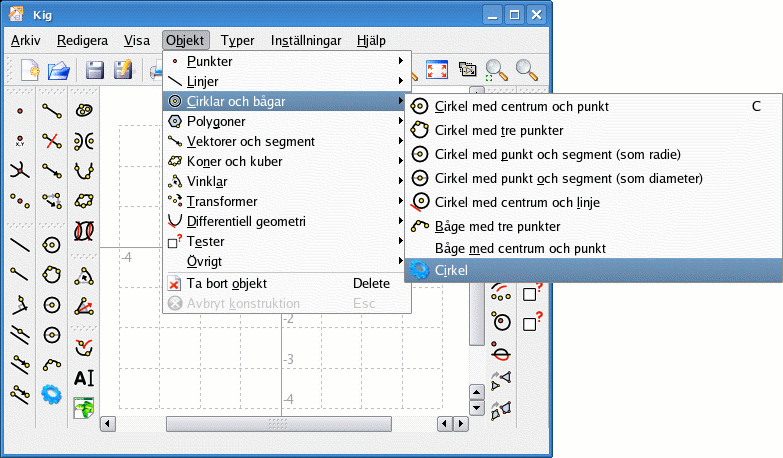 Kig
Arkiv Redigera Visa Objekt Typer Inställningar Hjälp
Punkter
Linjer
Cirklar och bågar
Polygoner
Vektorer och segment
Koner och kuber
Vinklar
Transformer
Differentiell geometri
Tester
Övrigt
Ta bort objekt Delete
Avbryt konstruktion Esc
Cirkel med centrum och punkt C
Cirkel med tre punkter
Cirkel med punkt och segment (som radie)
Cirkel med punkt och segment (som diameter)
Cirkel med centrum och linje
Båge med tre punkter
Båge med centrum och punkt
Cirkel
X,Y
-4
-2
-3
-4
A
? 
?
?